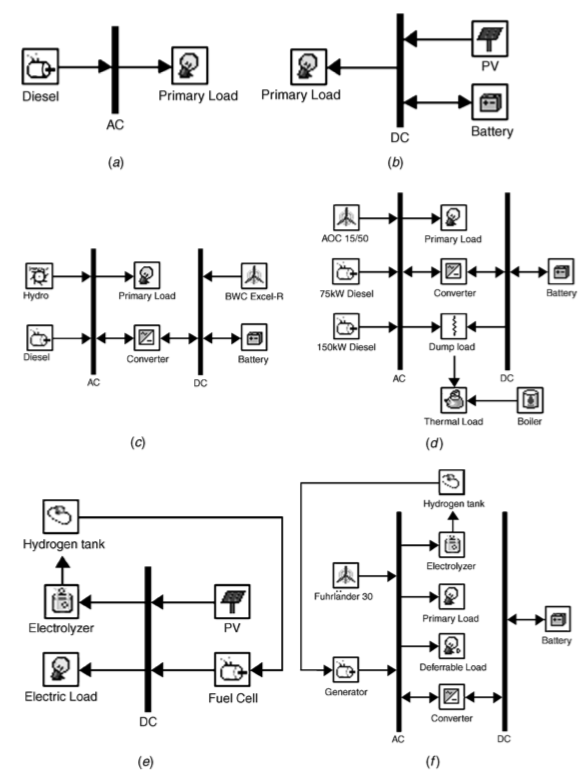 Diesel
AC
Primary Load
(a)
Primary Load
DC
PV
Battery
(b)
Hydro
Primary Load
BWC Excel-R
Diesel
Converter
Battery
AC
DC
(c)
AOC 15/50
Primary Load
75kW Diesel
Converter
Battery
150kW Diesel
Dump load
AC
DC
Thermal Load
Boiler
(d)
Hydrogen tank
Electrolyzer
PV
Electric Load
Fuel Cell
DC
(e)
Hydrogen tank
Electrolyzer
Fuhrländer 30
Primary Load
Battery
Deferrable Load
Generator
Converter
AC
DC
(f)